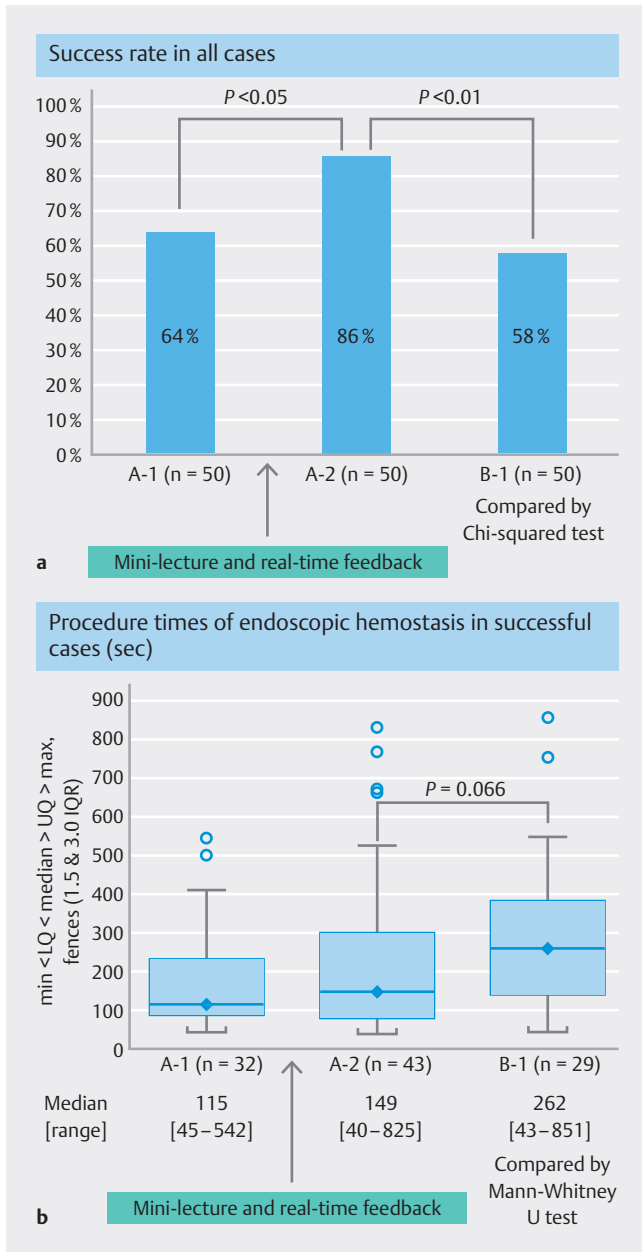 Success rate in all cases
P <0.05
P <0.01
100 %
90 %
80 %
70 %
60 %
50 %
40 %
30 %
20 %
10 %
0 %
64 %
86 %
58 %
A-1 (n = 50)
A-2 (n = 50)
B-1 (n = 50)
Compared by
Chi-squared test
a
Mini-lecture and real-time feedback
Procedure times of endoscopic hemostasis in successful
cases (sec)
min < LQ < median > UQ > max,
fences (1.5 & 3.0 IQR)
900
800
700
600
500
400
300
200
100
0
P = 0.066
A-1 (n = 32)
A-2 (n = 43)
B-1 (n = 29)
Median
115
149
262
[range]
[45–542]
[40–825]
[43–851]
Compared by
Mann-Whitney
U test
Mini-lecture and real-time feedback
b